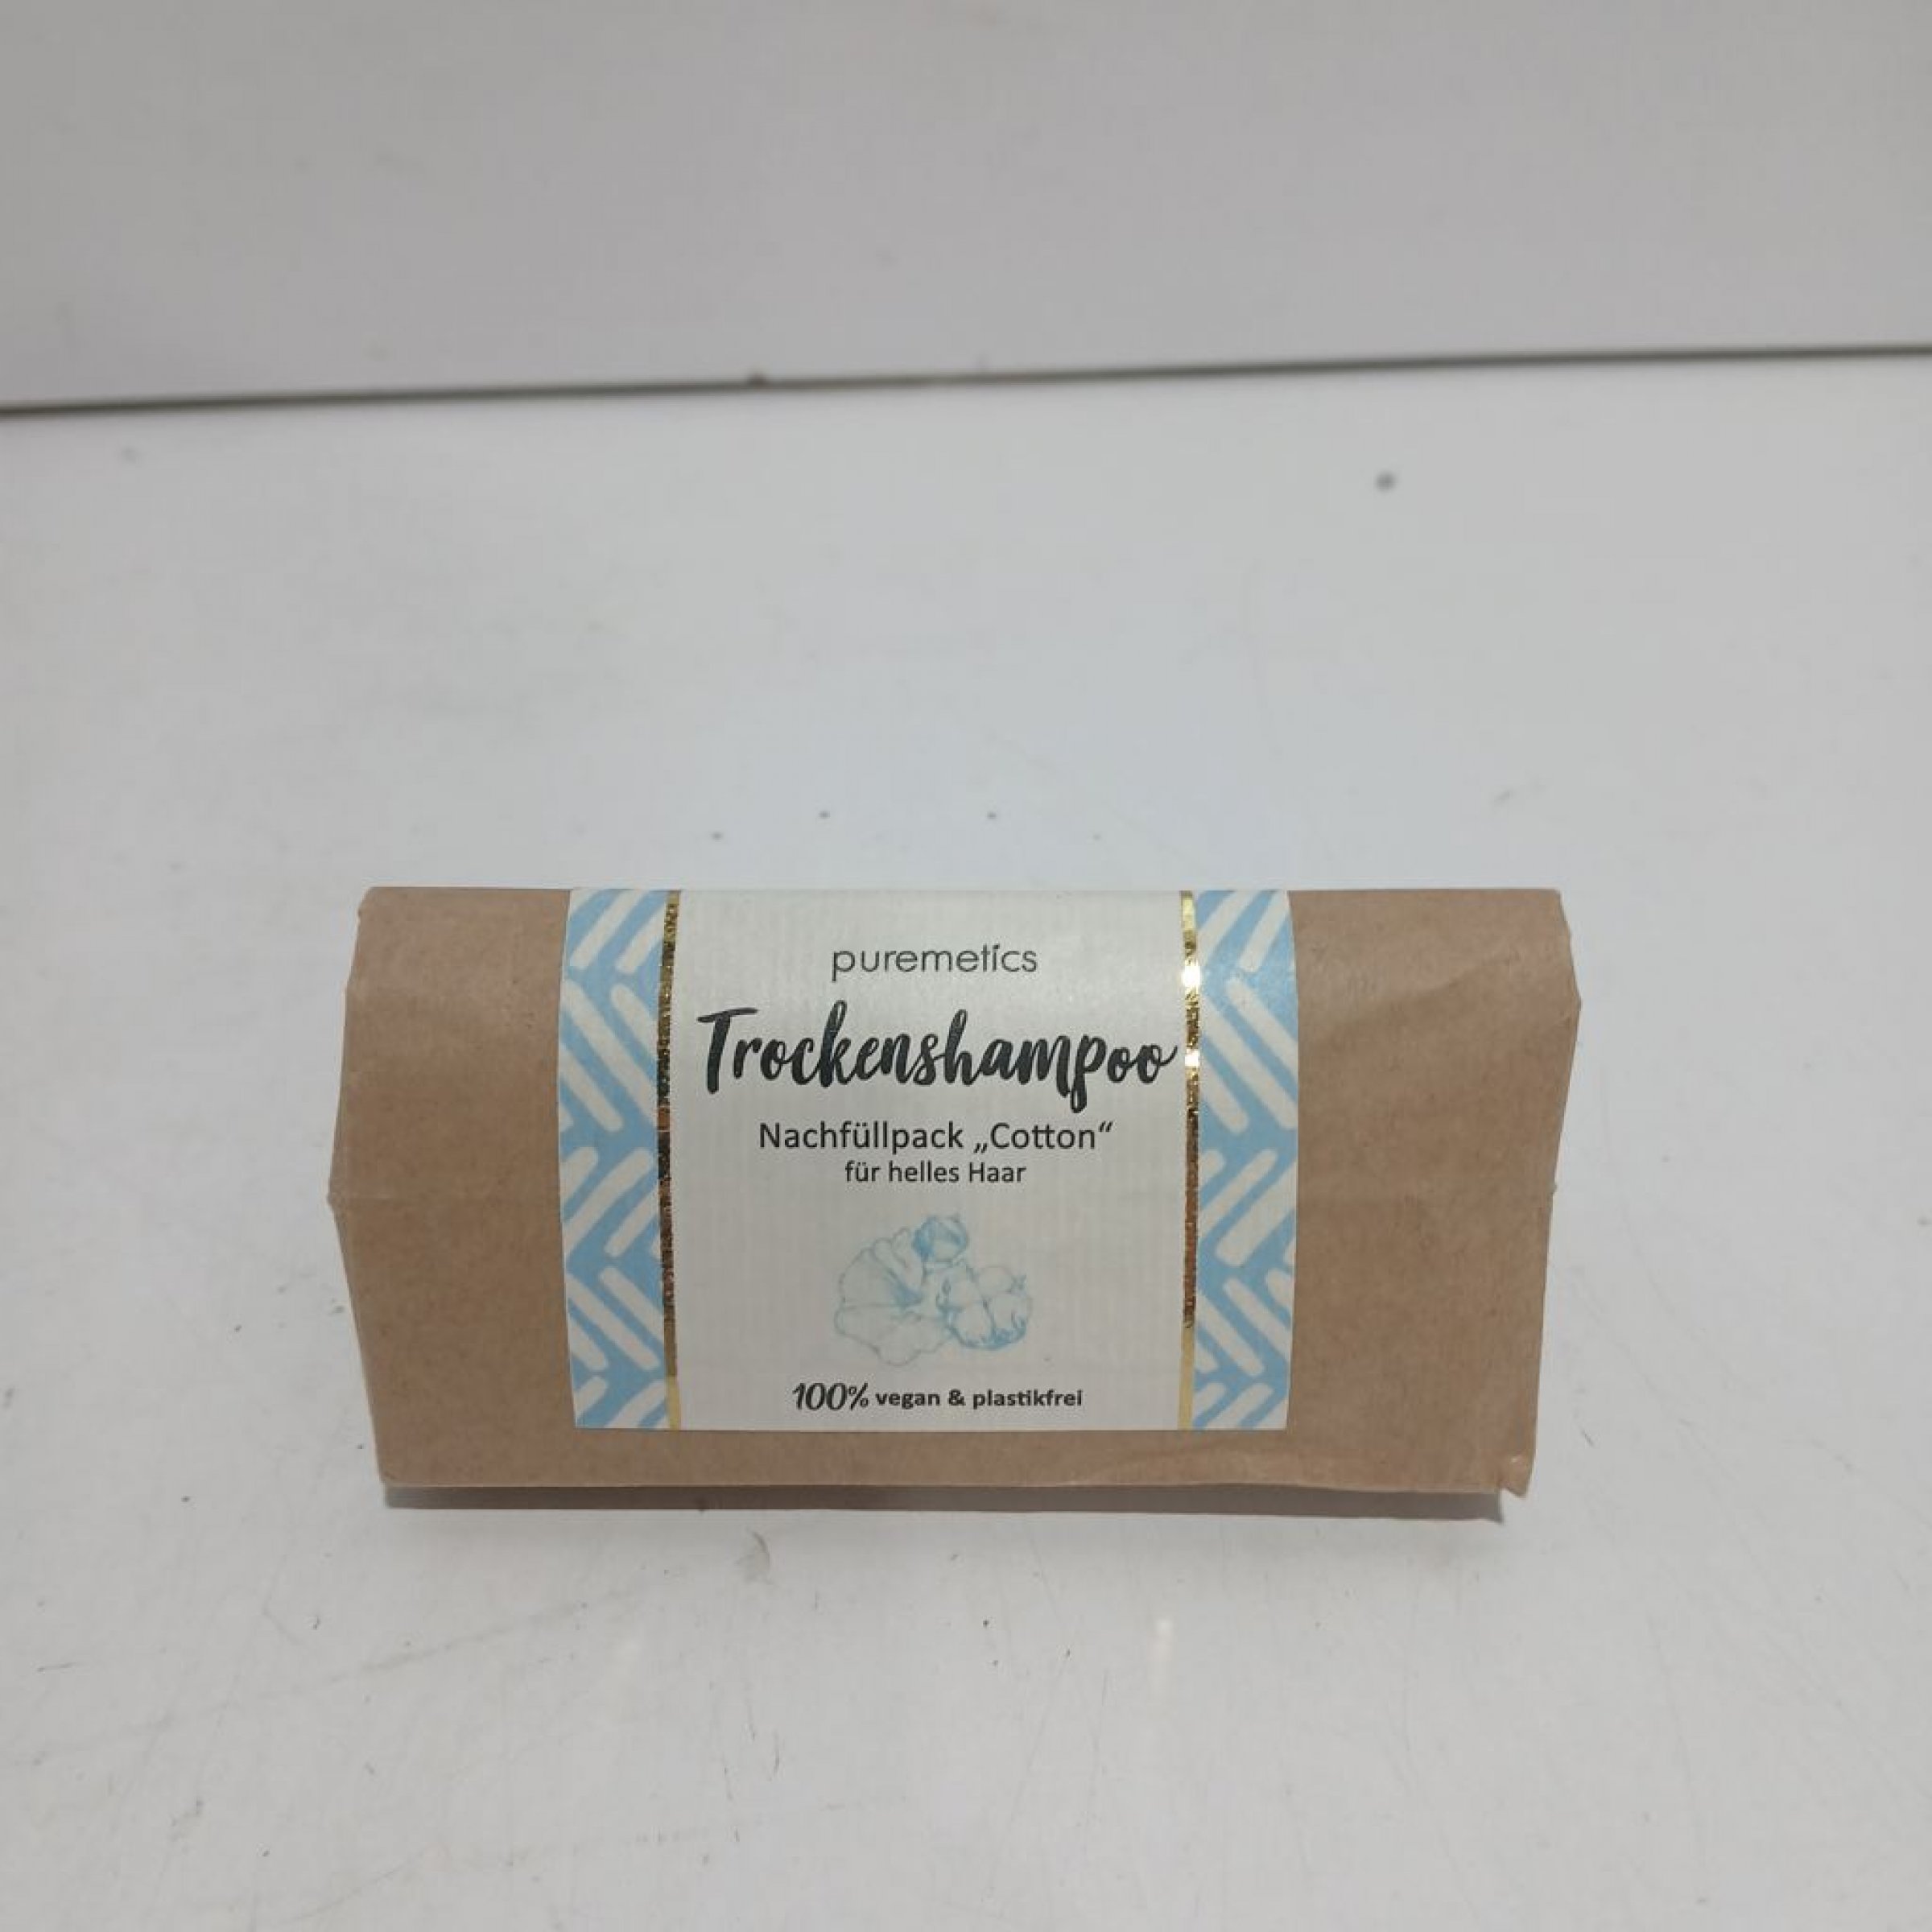 puremetics
Trockenshampoo
Nachfüllpack „Cotton“
für helles Haar
100% vegan & plastikfrei